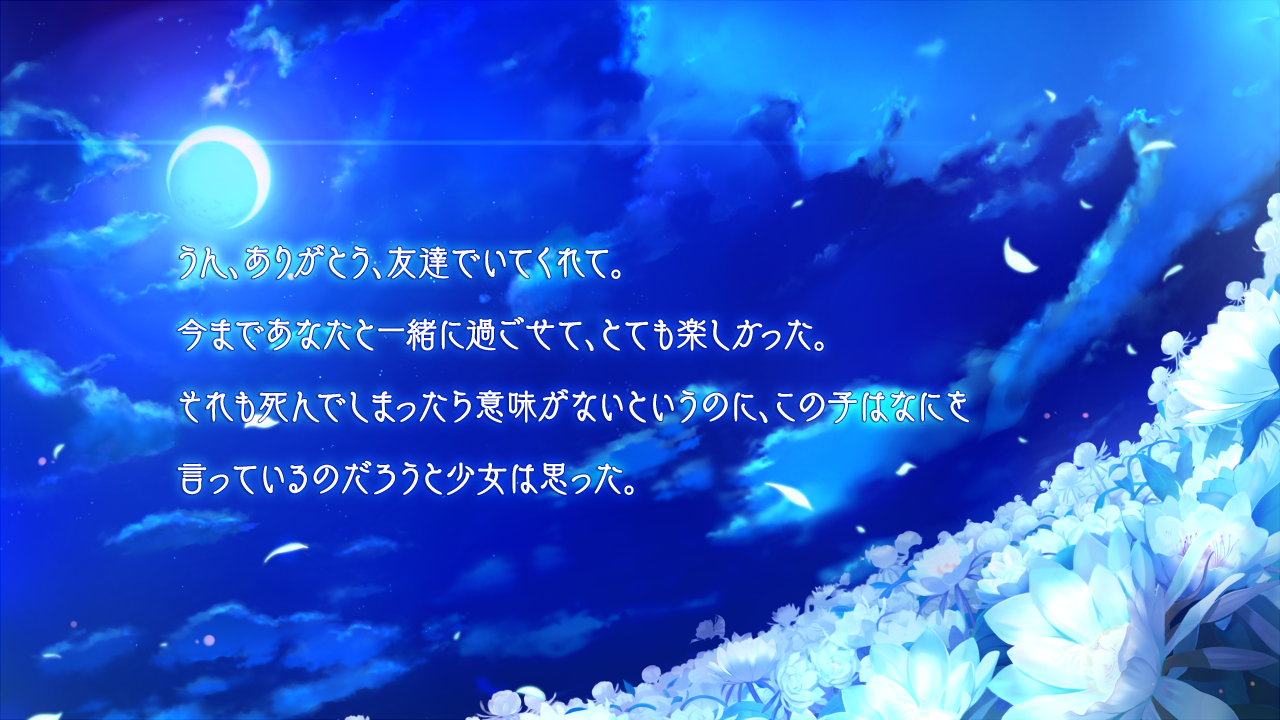 うん、ありがとう、友達でいてくれて。
今まであなたと一緒に過ごせて、とても楽しかった。
それも死んでしまったら意味がないというのに、この子はなにを
言っているのだろうと少女は思った。